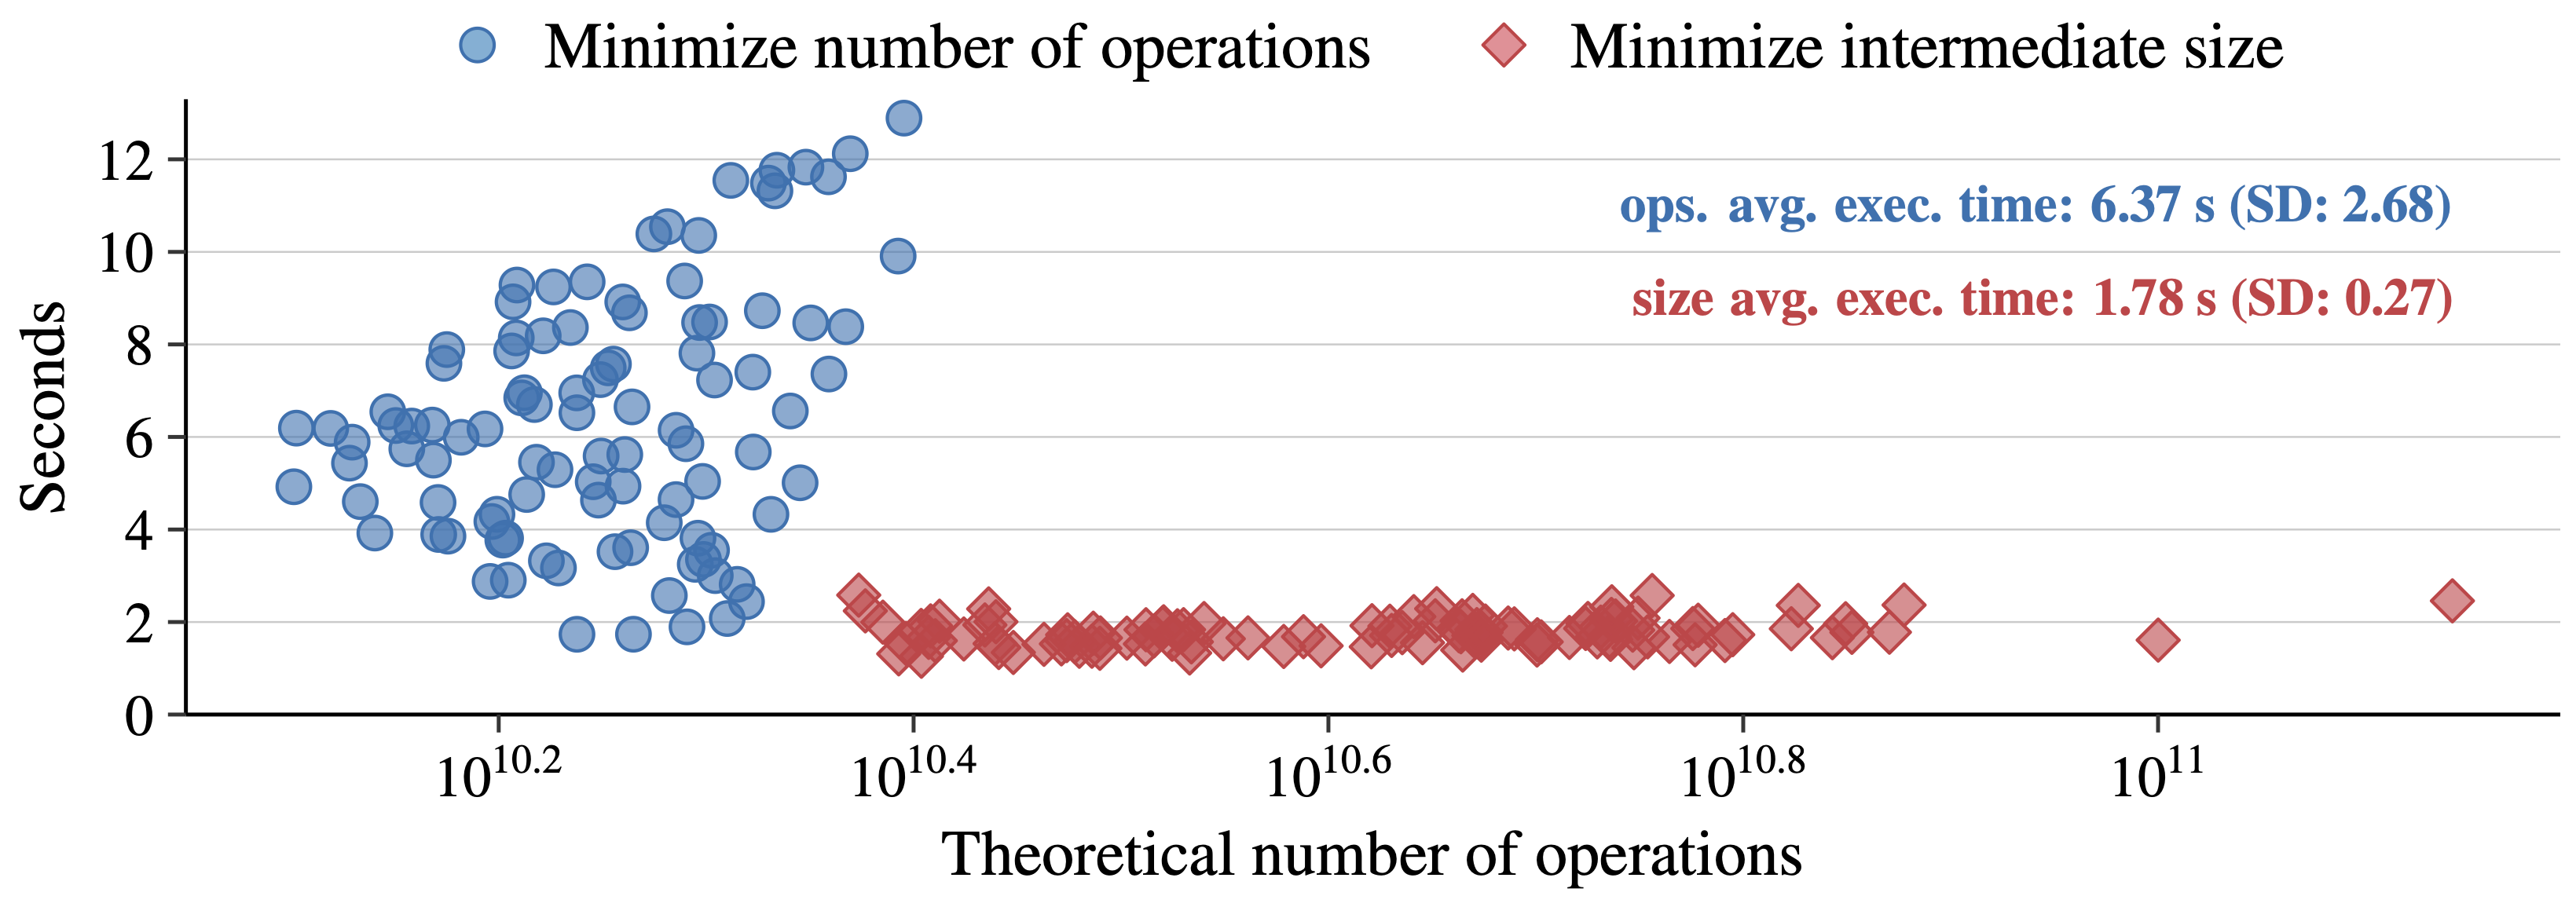 Minimize number of operations Minimize intermediate size
12
10
8
6
4
2
0
Seconds
ops. avg. exec. time: 6.37 s (SD: 2.68)
size avg. exec. time: 1.78 s (SD: 0.27)
10^10.2 10^10.4 10^10.6 10^10.8 10^11
Theoretical number of operations